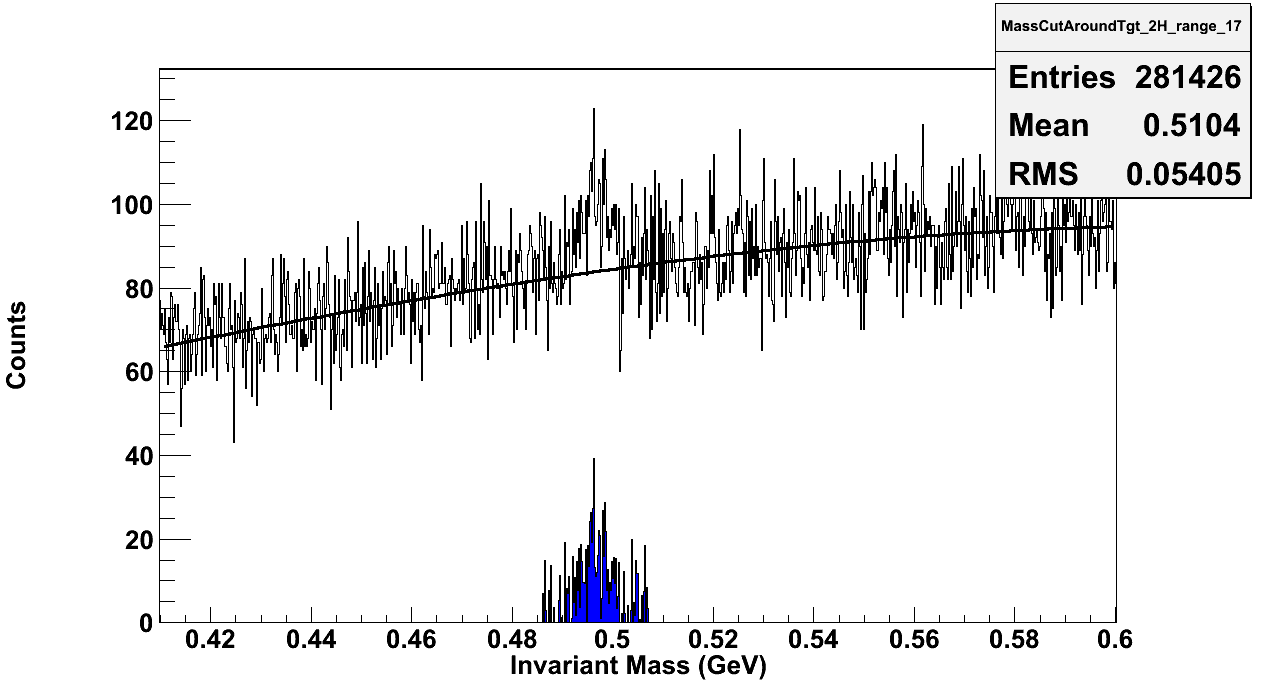 MassCutAroundTgt_2H_range_17
Entries 281426
Mean 0.5104
RMS 0.05405
120
100
80
60
40
20
0
0.42 0.44 0.46 0.48 0.5 0.52 0.54 0.56 0.58 0.6
Invariant Mass (GeV)
Counts